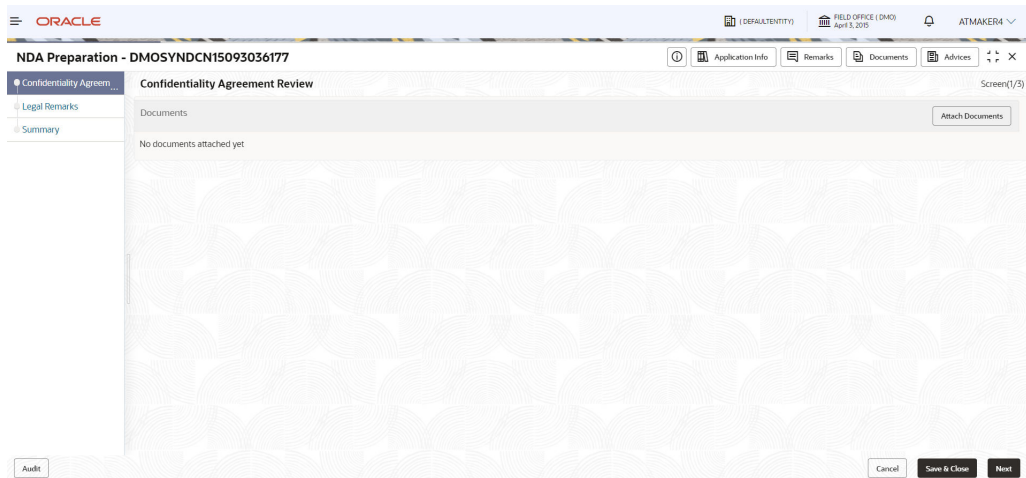 ORACLE
( DEFAULTENTITY)
FIELD OFFICE ( DMO)
April 3, 2015
ATMAKER4
NDA Preparation - DMOSYNDCN15093036177
Application Info
Remarks
Documents
Advices
Confidentiality Agreem...
Legal Remarks
Summary
Confidentiality Agreement Review
Screen(1/3)
Documents
Attach Documents
No documents attached yet
Audit
Cancel
Save & Close
Next